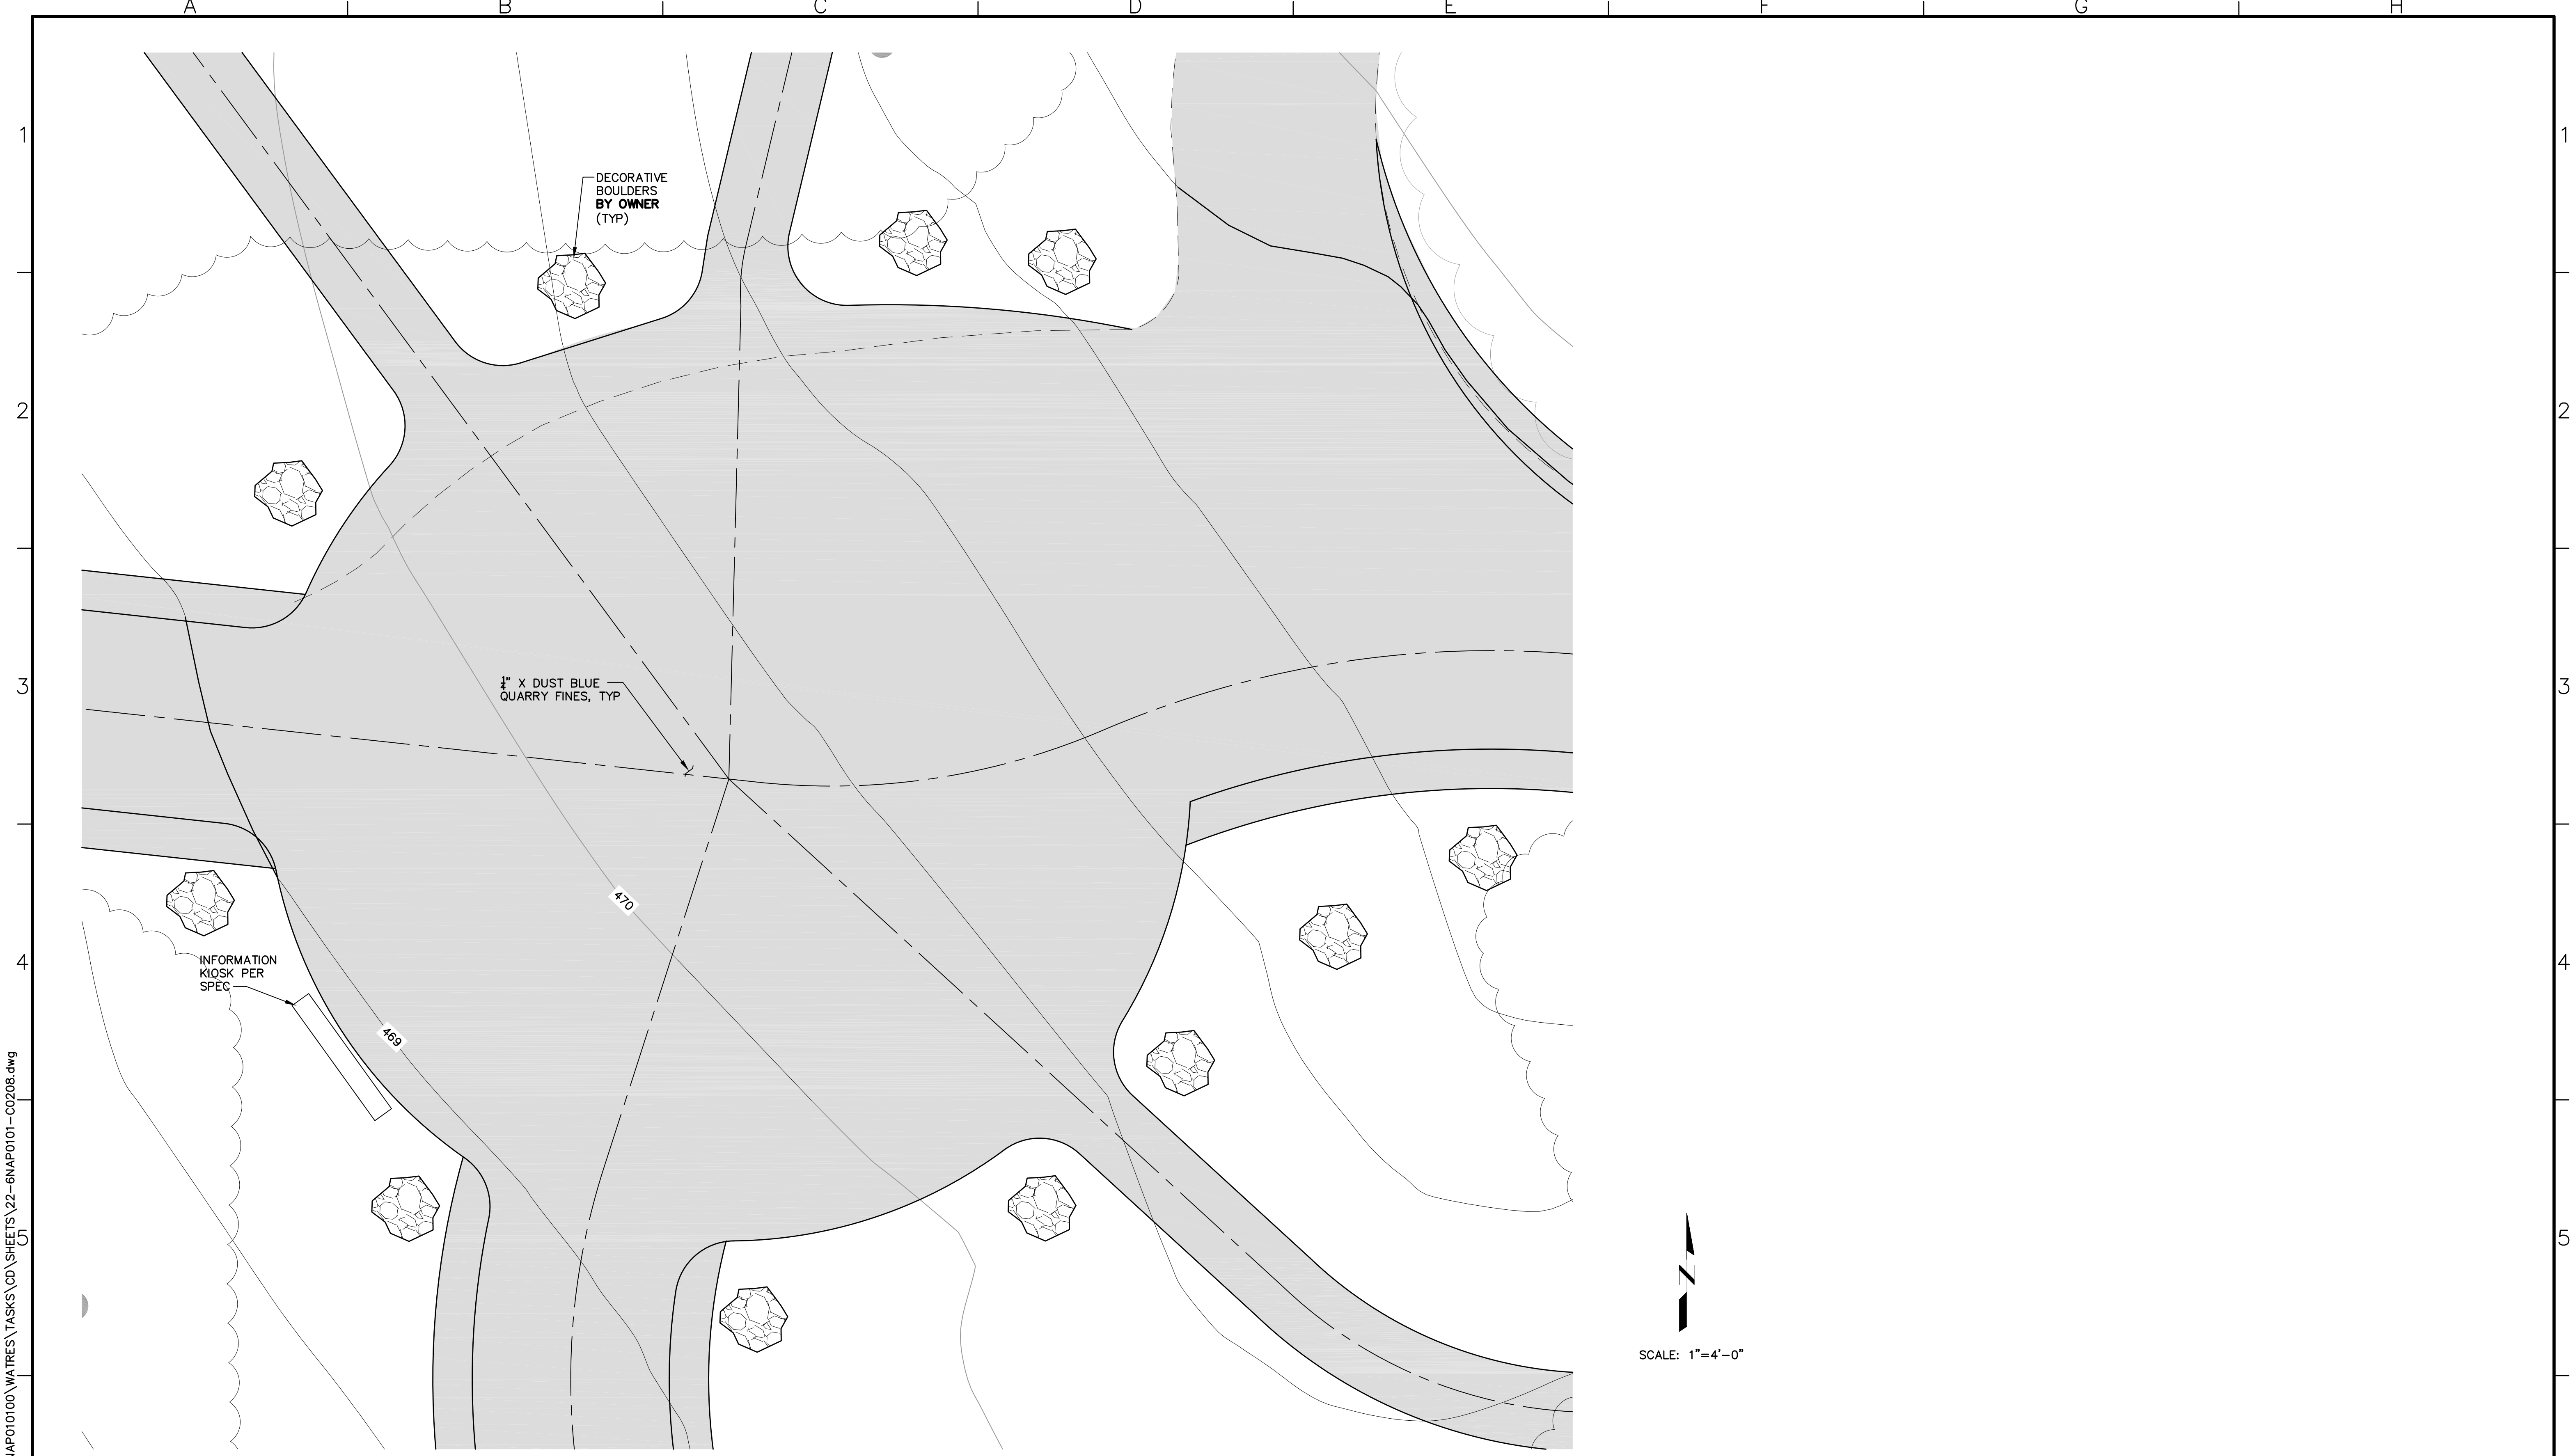 A B C D E F G H
1 1
DECORATIVE
BOULDERS
BY OWNER
(TYP)
2 2
3 3
¼" X DUST BLUE
QUARRY FINES, TYP
470
4 4
INFORMATION
KIOSK PER
SPEC
469
5 5
N
SCALE: 1"=4'-0"
NAP010100\WATRES\TASKS\CD\SHEETS\22-6NAP0101-C0208.dwg